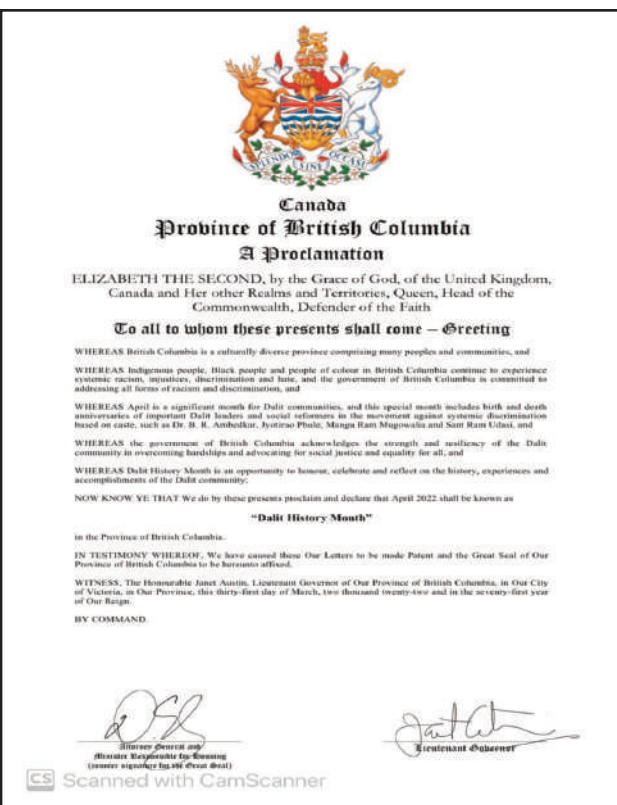 SPLENDOR SINE OCCASU
Canada
Province of British Columbia
A Proclamation
ELIZABETH THE SECOND, by the Grace of God, of the United Kingdom,
Canada and Her other Realms and Territories, Queen, Head of the
Commonwealth, Defender of the Faith
To all to whom these presents shall come – Greeting
WHEREAS British Columbia is a culturally diverse province comprising many peoples and communities, and
WHEREAS Indigenous people, Black people and people of colour in British Columbia continue to experience
systemic racism, injustices, discrimination and hate, and the government of British Columbia is committed to
addressing all forms of racism and discrimination, and
WHEREAS April is a significant month for Dalit communities, and this special month includes birth and death
anniversaries of important Dalit leaders and social reformers in the movement against systemic discrimination
based on caste, such as Dr. B. R. Ambedkar, Jyotirao Phule, Mangu Ram Mugowalia and Sant Ram Udasi, and
WHEREAS the government of British Columbia acknowledges the strength and resiliency of the Dalit
community in overcoming hardships and advocating for social justice and equality for all, and
WHEREAS Dalit History Month is an opportunity to honour, celebrate and reflect on the history, experiences and
accomplishments of the Dalit community;
NOW KNOW YE THAT We do by these presents proclaim and declare that April 2022 shall be known as
“Dalit History Month”
in the Province of British Columbia.
IN TESTIMONY WHEREOF, We have caused these Our Letters to be made Patent and the Great Seal of Our
Province of British Columbia to be hereunto affixed.
WITNESS, The Honourable Janet Austin, Lieutenant Governor of Our Province of British Columbia, in Our City
of Victoria, in Our Province, this thirty-first day of March, two thousand twenty-two and in the seventy-first year
of Our Reign.
BY COMMAND.
Attorney General and
Minister Responsible for Housing
(counter signature for the Great Seal)
Lieutenant Governor
CS Scanned with CamScanner